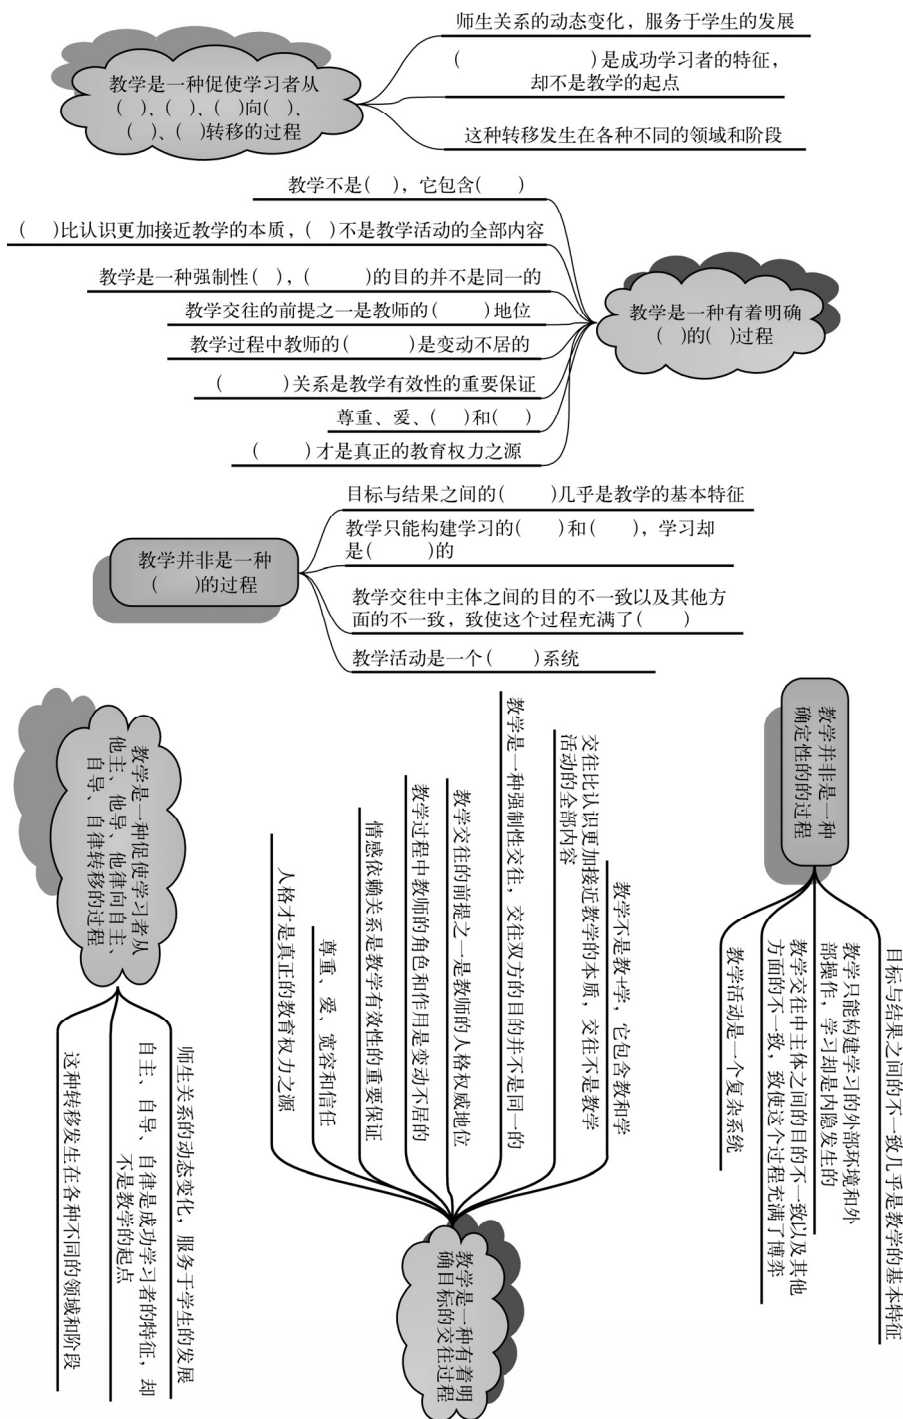 师生关系的动态变化，服务于学生的发展
教学是一种促使学习者从
(　)、(　)、(　)向(　)、
(　)、(　)转移的过程
(　　　　　　)是成功学习者的特征，
却不是教学的起点
这种转移发生在各种不同的领域和阶段
教学不是(　)，它包含(　　)
(　　)比认识更加接近教学的本质，(　)不是教学活动的全部内容
教学是一种强制性(　)，(　　　)的目的并不是同一的
教学交往的前提之一是教师的(　　　)地位
教学过程中教师的(　　　)是变动不居的
(　　　)关系是教学有效性的重要保证
尊重、爱、(　　)和(　　)
(　　)才是真正的教育权力之源
教学是一种有着明确
(　)的(　)过程
目标与结果之间的(　　)几乎是教学的基本特征
教学只能构建学习的(　　)和(　　)，学习却
是(　　　)的
教学交往中主体之间的目的不一致以及其他方
面的不一致，致使这个过程充满了(　　)
教学活动是一个(　　)系统
教学并非是一种
(　　)的过程
教学并非是一种
确定性的的过程
目标与结果之间的不一致几乎是教学的基本特征
教学只能构建学习的外部环境和外
部操作，学习却是内隐发生的
教学交往中主体之间的目的不一致以及其他
方面的不一致，致使这个过程充满了博弈
教学活动是一个复杂系统
教学不是教+学，它包含教和学
交往比认识更加接近教学的本质，交往不是教学
活动的全部内容
教学是一种强制性交往，交往双方的目的并不是同一的
教学交往的前提之一是教师的人格权威地位
教学过程中教师的角色和作用是变动不居的
情感依赖关系是教学有效性的重要保证
尊重、爱、宽容和信任
人格才是真正的教育权力之源
教学是一种有着明
确目标的交往过程
教学是一种促使学习者从
他主、他导、他律向自主、
自导、自律转移的过程
师生关系的动态变化，服务于学生的发展
自主、自导、自律是成功学习者的特征，却
不是教学的起点
这种转移发生在各种不同的领域和阶段